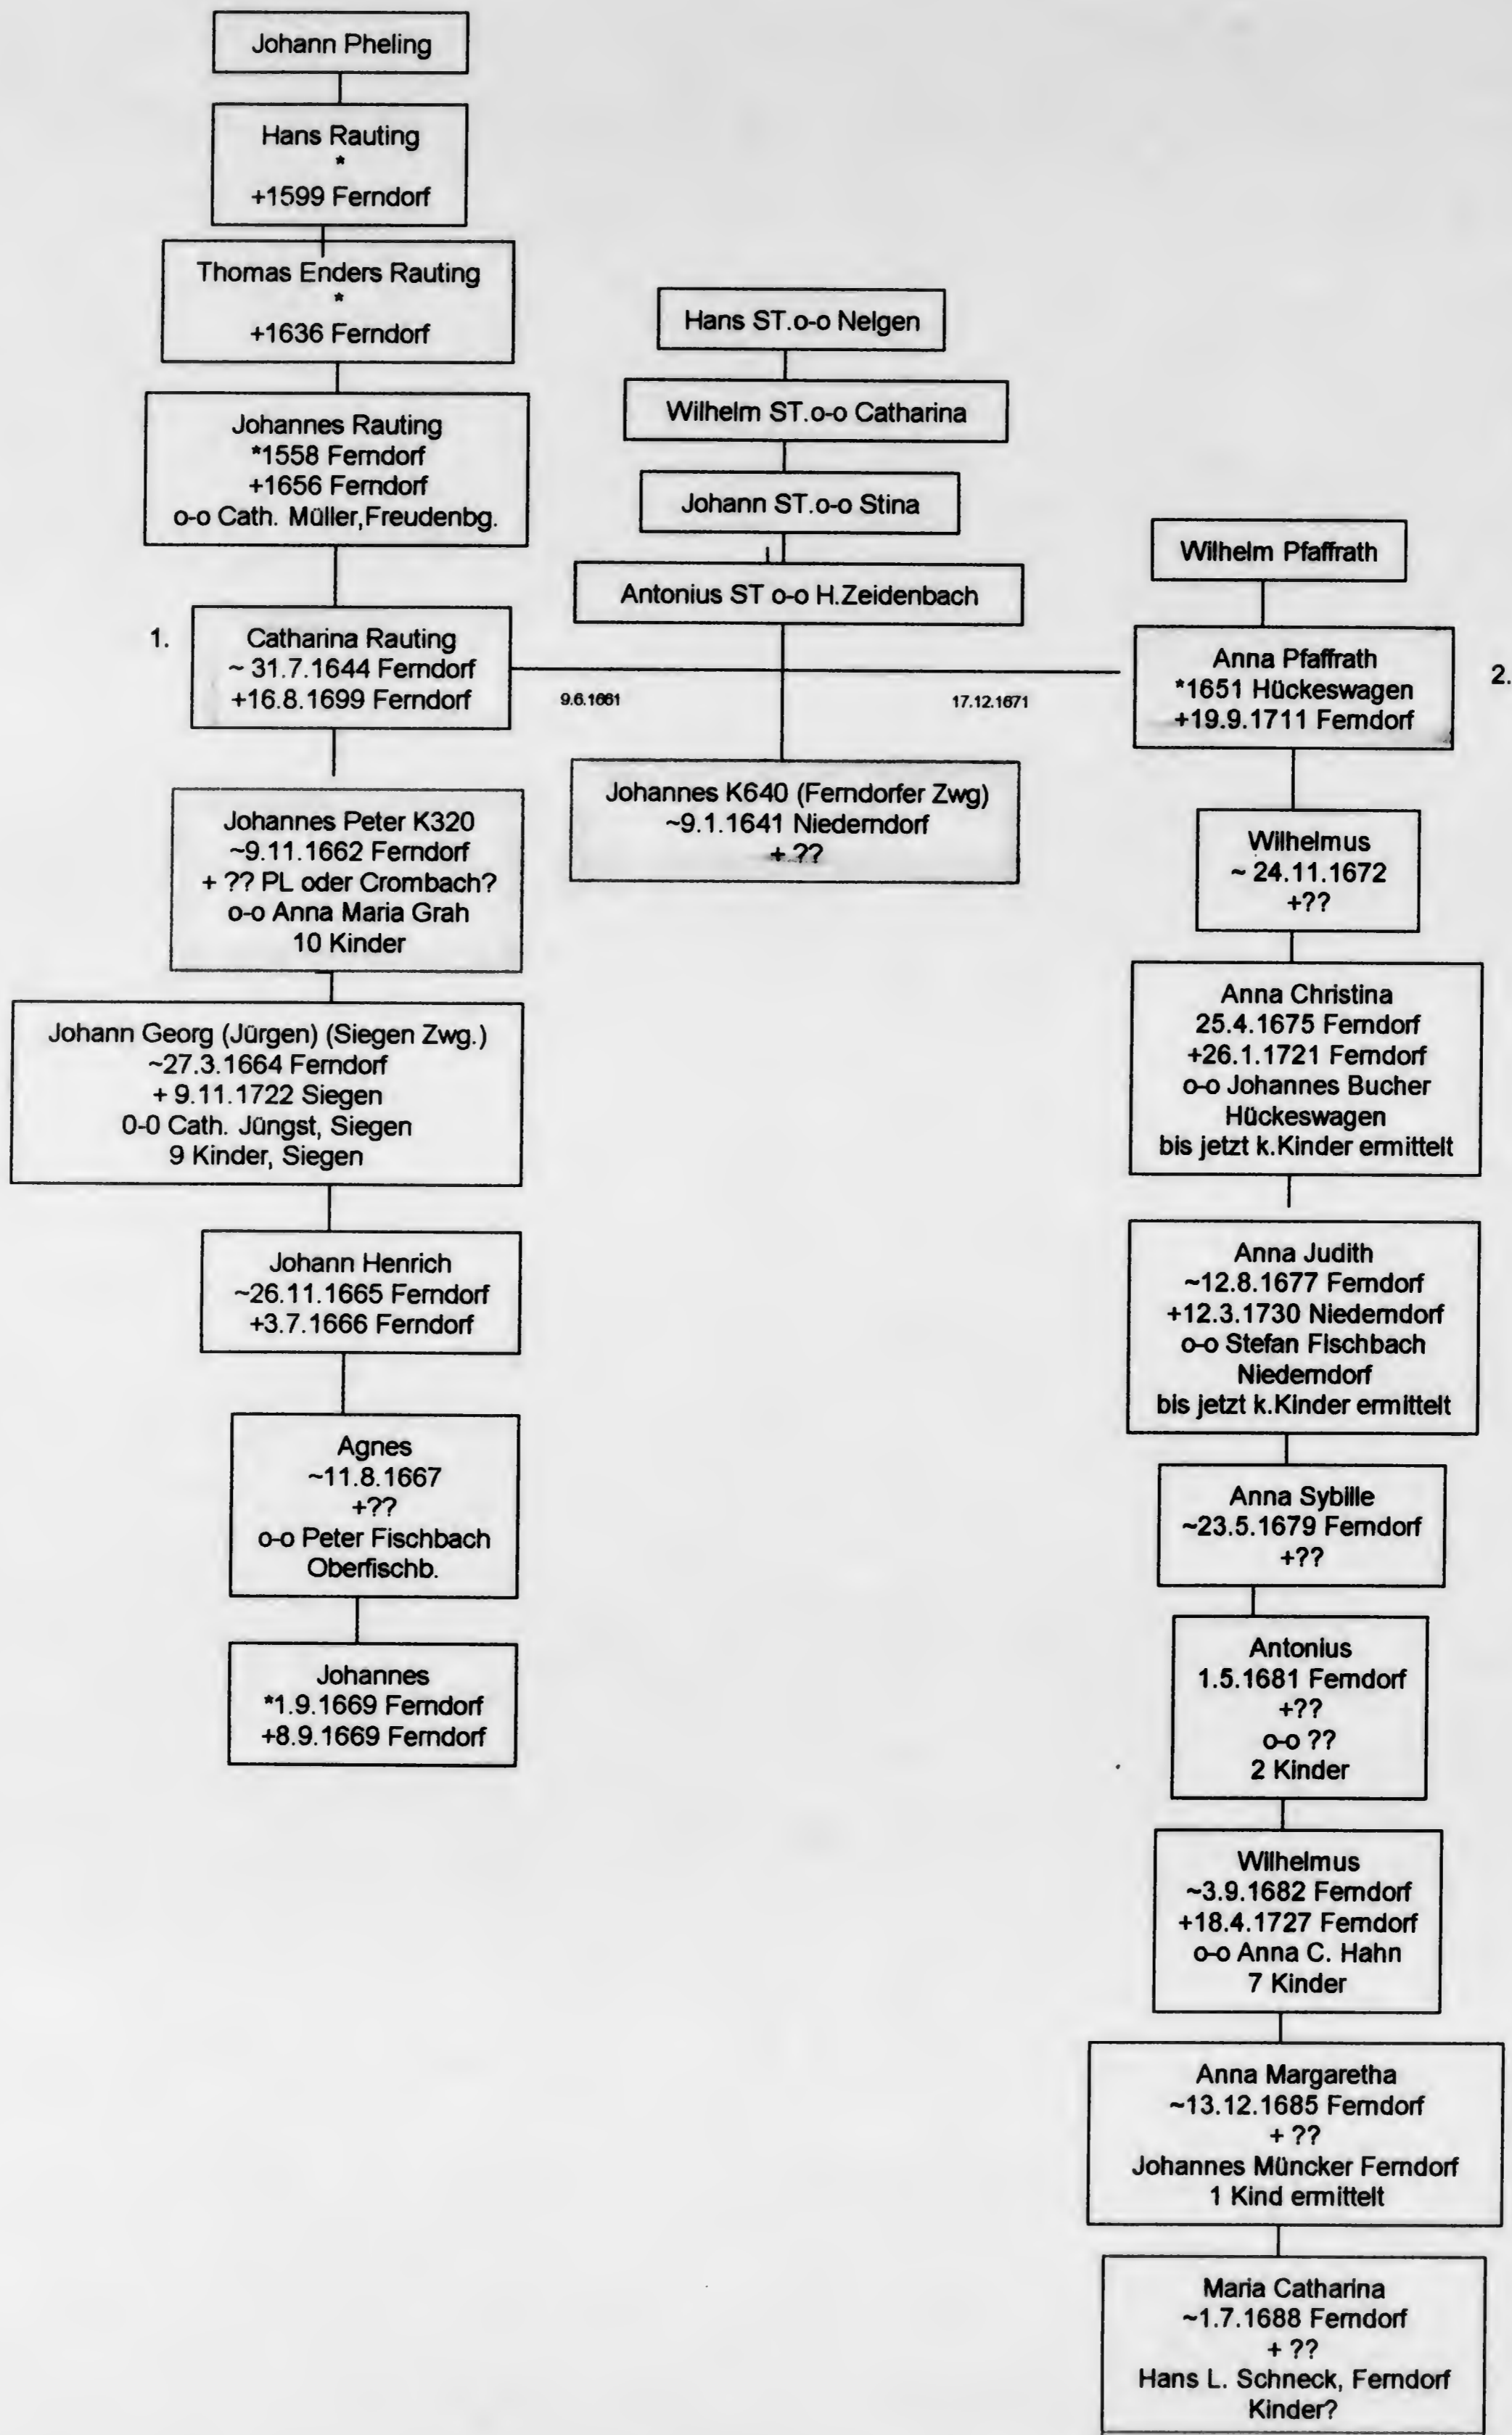 Johann Pheling
Hans Rauting
*
+1599 Ferndorf
Thomas Enders Rauting
*
+1636 Ferndorf
Johannes Rauting
*1558 Ferndorf
+1656 Ferndorf
o-o Cath. Müller,Freudenbg.
1.
Catharina Rauting
~ 31.7.1644 Ferndorf
+16.8.1699 Ferndorf
Johannes Peter K320
~9.11.1662 Ferndorf
+ ?? PL oder Crombach?
o-o Anna Maria Grah
10 Kinder
Johann Georg (Jürgen) (Siegen Zwg.)
~27.3.1664 Ferndorf
+ 9.11.1722 Siegen
0-0 Cath. Jüngst, Siegen
9 Kinder, Siegen
Johann Henrich
~26.11.1665 Ferndorf
+3.7.1666 Ferndorf
Agnes
~11.8.1667
+??
o-o Peter Fischbach
Oberfischb.
Johannes
*1.9.1669 Ferndorf
+8.9.1669 Ferndorf
Hans ST.o-o Nelgen
Wilhelm ST.o-o Catharina
Johann ST.o-o Stina
Antonius ST o-o H.Zeidenbach
9.6.1661
17.12.1671
Johannes K640 (Ferndorfer Zwg)
~9.1.1641 Niederndorf
+ ??
Wilhelm Pfaffrath
Anna Pfaffrath
*1651 Hückeswagen
+19.9.1711 Ferndorf
2.
Wilhelmus
~ 24.11.1672
+??
Anna Christina
25.4.1675 Ferndorf
+26.1.1721 Ferndorf
o-o Johannes Bucher
Hückeswagen
bis jetzt k.Kinder ermittelt
Anna Judith
~12.8.1677 Ferndorf
+12.3.1730 Niederndorf
o-o Stefan Fischbach
Niederndorf
bis jetzt k.Kinder ermittelt
Anna Sybille
~23.5.1679 Ferndorf
+??
Antonius
1.5.1681 Ferndorf
+??
o-o ??
2 Kinder
Wilhelmus
~3.9.1682 Ferndorf
+18.4.1727 Ferndorf
o-o Anna C. Hahn
7 Kinder
Anna Margaretha
~13.12.1685 Ferndorf
+ ??
Johannes Müncker Ferndorf
1 Kind ermittelt
Maria Catharina
~1.7.1688 Ferndorf
+ ??
Hans L. Schneck, Ferndorf
Kinder?